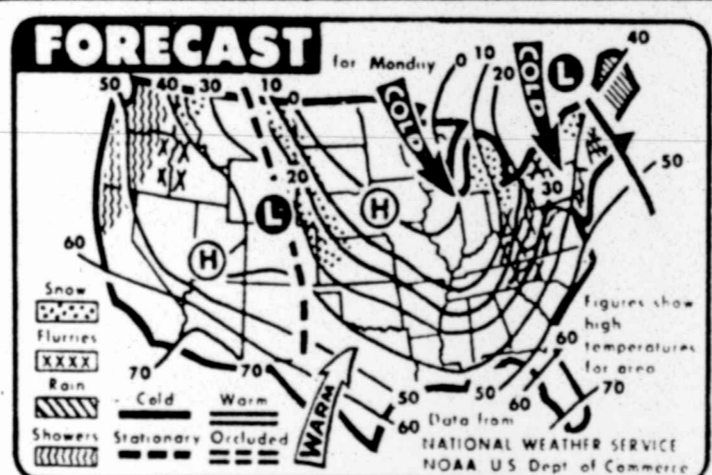 FORECAST for Monday
50 40 30 10 0 0 10 20 40
COLD COLD L
50
20 30
L H
H
60
Snow
Flurries
Rain
Showers
70 70
Cold Warm
Stationary Occluded
WARM
50 50 60
60 60 70
Figures show
high
temperatures
for area
Data from
NATIONAL WEATHER SERVICE
NOAA U S Dept of Commerce